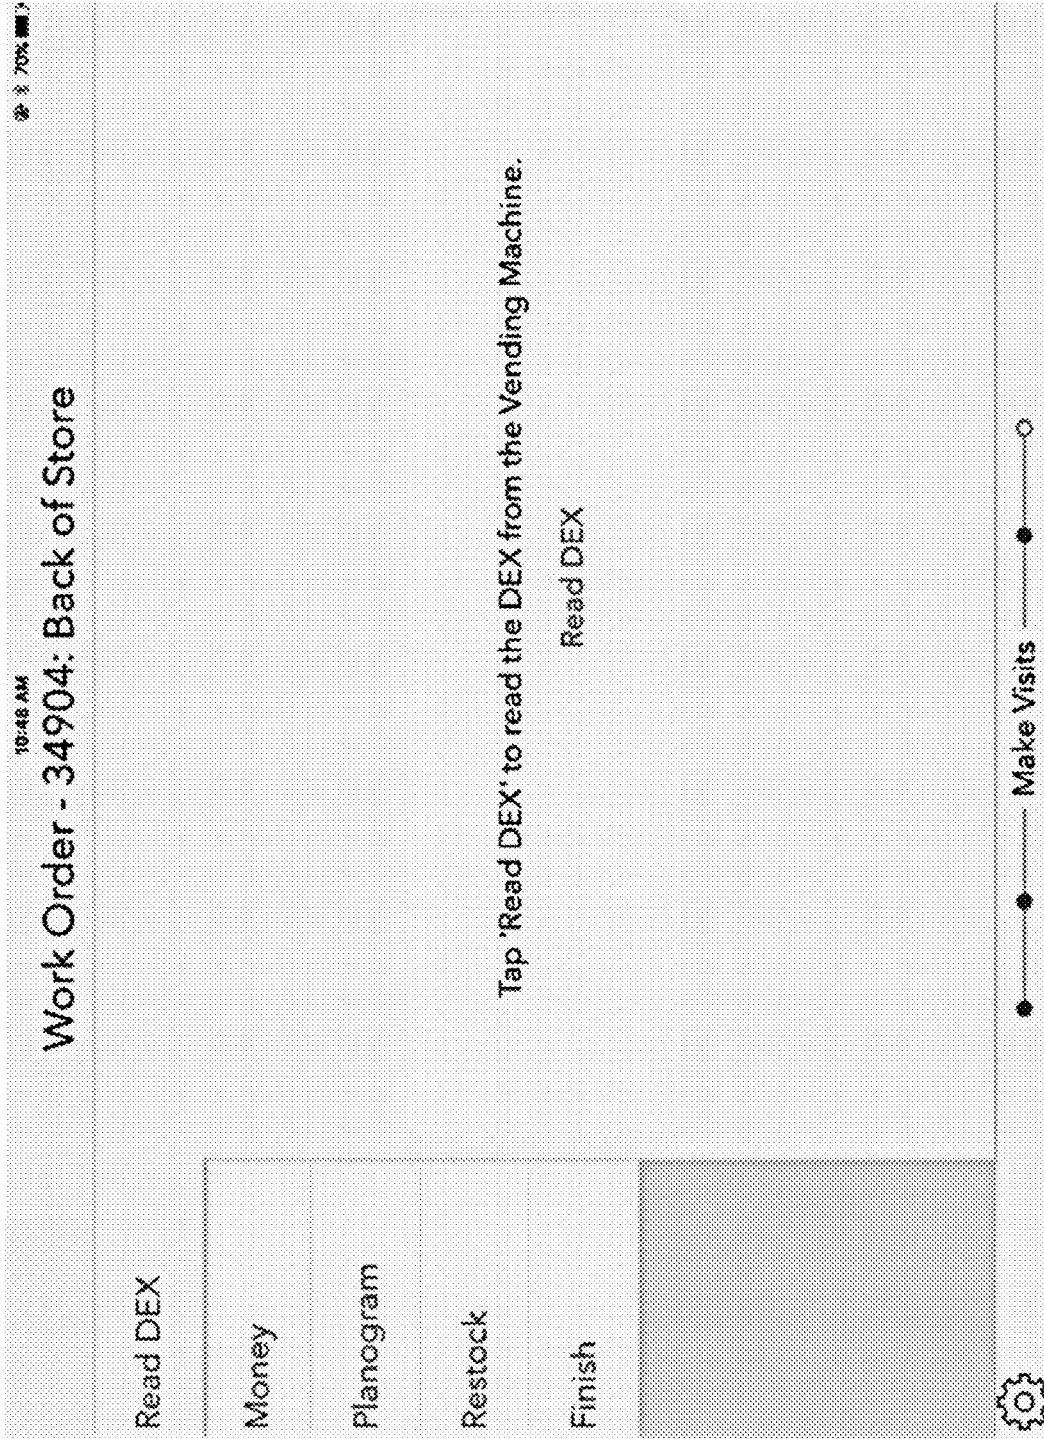 10:48 AM
70%
Work Order - 34904: Back of Store
Read DEX
Money
Planogram
Restock
Finish
Tap 'Read DEX' to read the DEX from the Vending Machine.
Read DEX
Make Visits